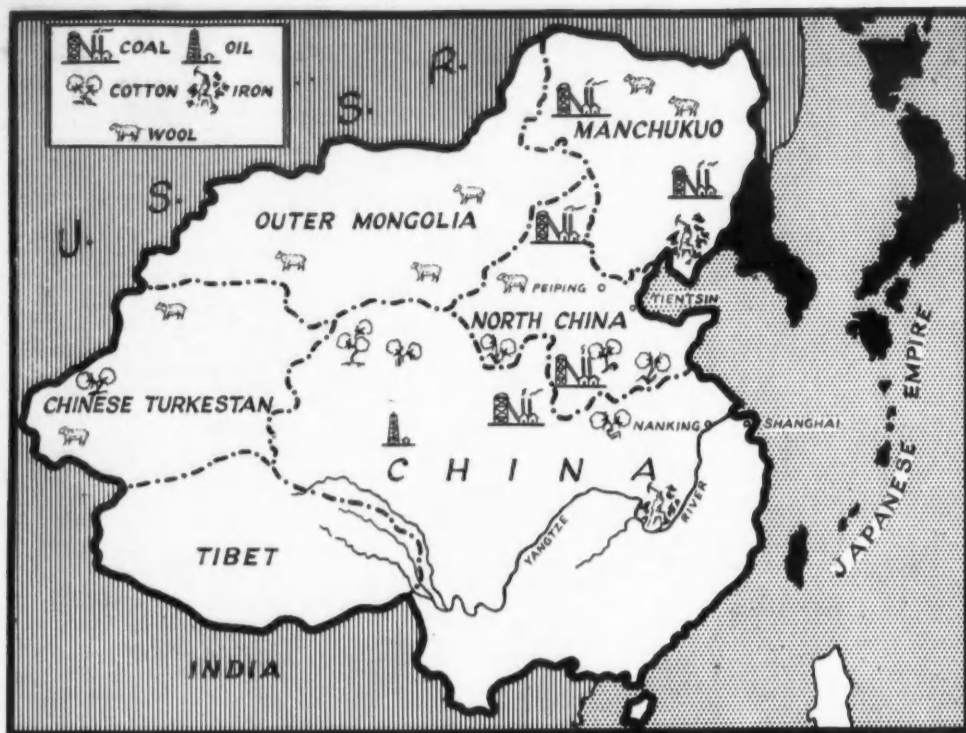 COAL OIL
COTTON IRON
WOOL
U. S. S. R.
MANCHUKUO
OUTER MONGOLIA
PEIPING
TIENTSIN
NORTH CHINA
CHINESE TURKESTAN
NANKING
SHANGHAI
CHINA
YANGTZE RIVER
TIBET
INDIA
JAPANESE EMPIRE